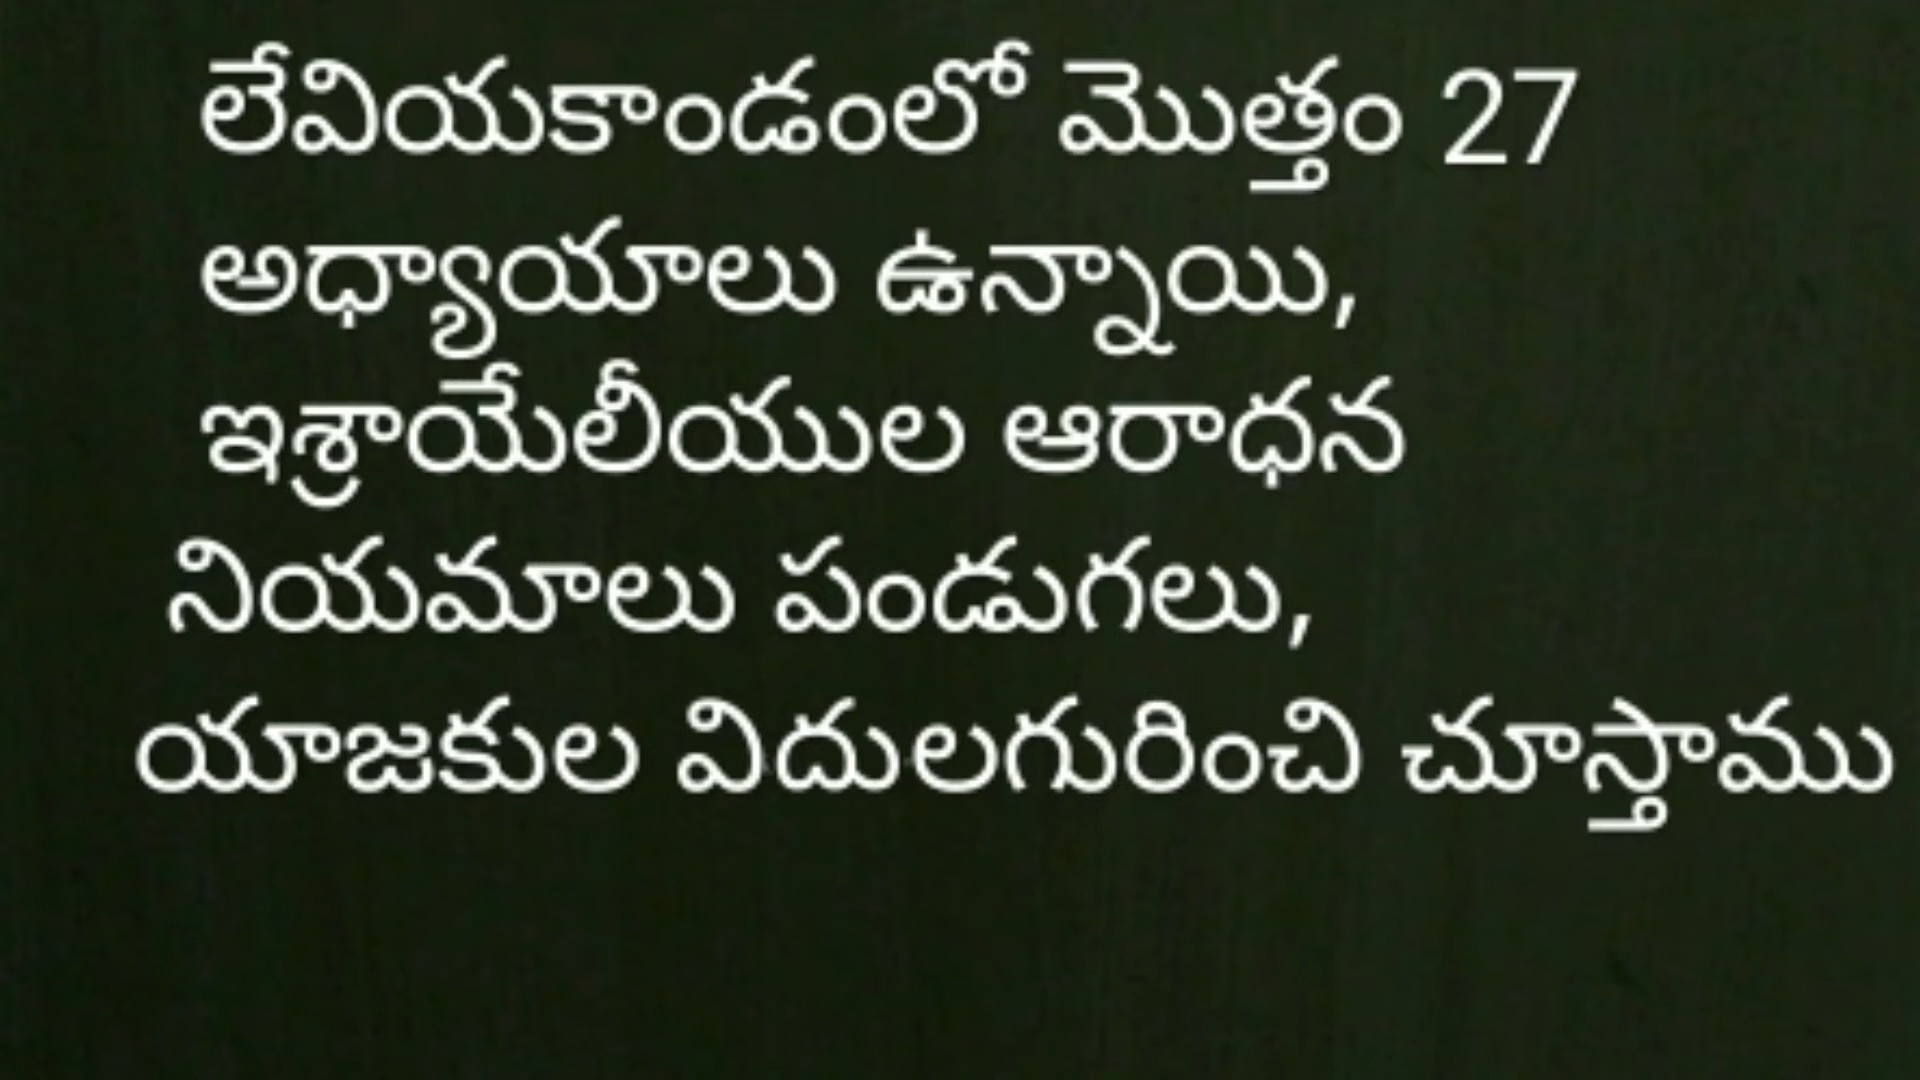 లేవియకాండంలో మొత్తం 27
అధ్యాయాలు ఉన్నాయి,
ఇశ్రాయేలీయుల ఆరాధన
నియమాలు పండుగలు,
యాజకుల విదులగురించి చూస్తాము